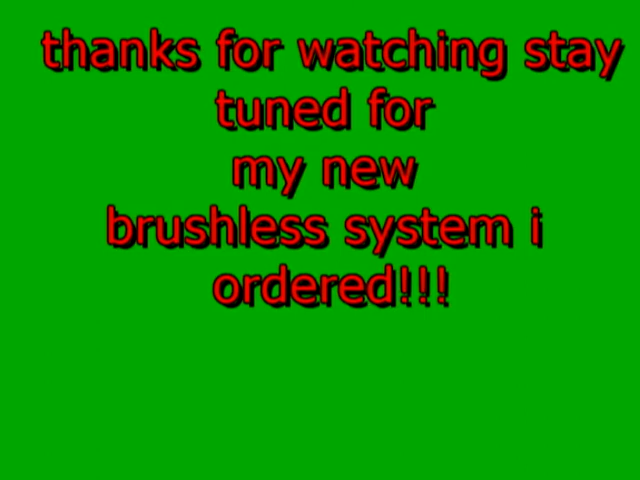 thanks for watching stay
tuned for
my new
brushless system i
ordered!!!